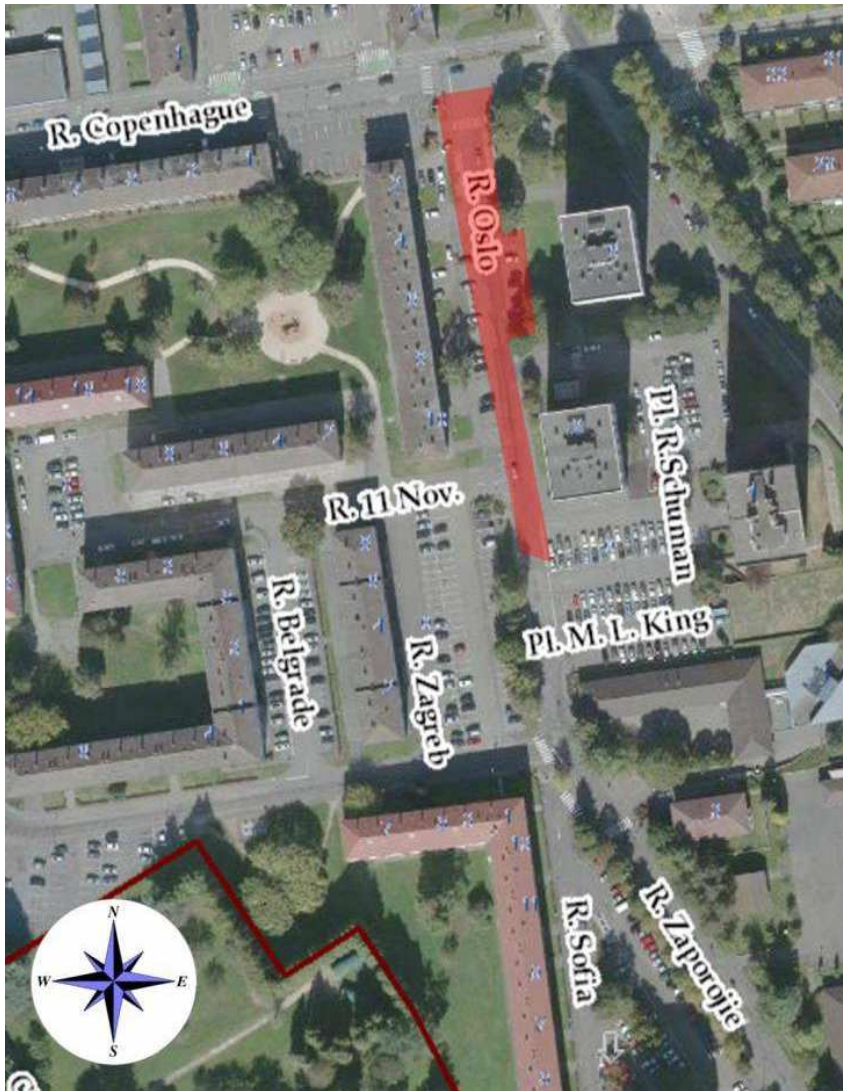 R. Copenhague
R. Oslo
Pl. R.Schuman
R. 11 Nov.
R. Belgrade
R. Zagreb
Pl. M. L. King
R. Sofia
R. Zaporojie
N
W
E
S